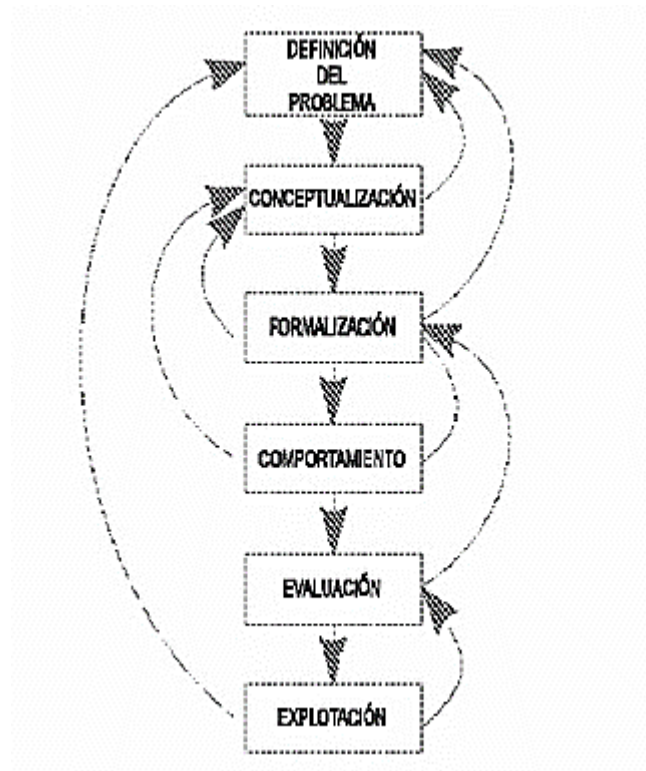 DEFINICIÓN
DEL
PROBLEMA
CONCEPTUALIZACIÓN
FORMALIZACIÓN
COMPORTAMIENTO
EVALUACIÓN
EXPLOTACIÓN